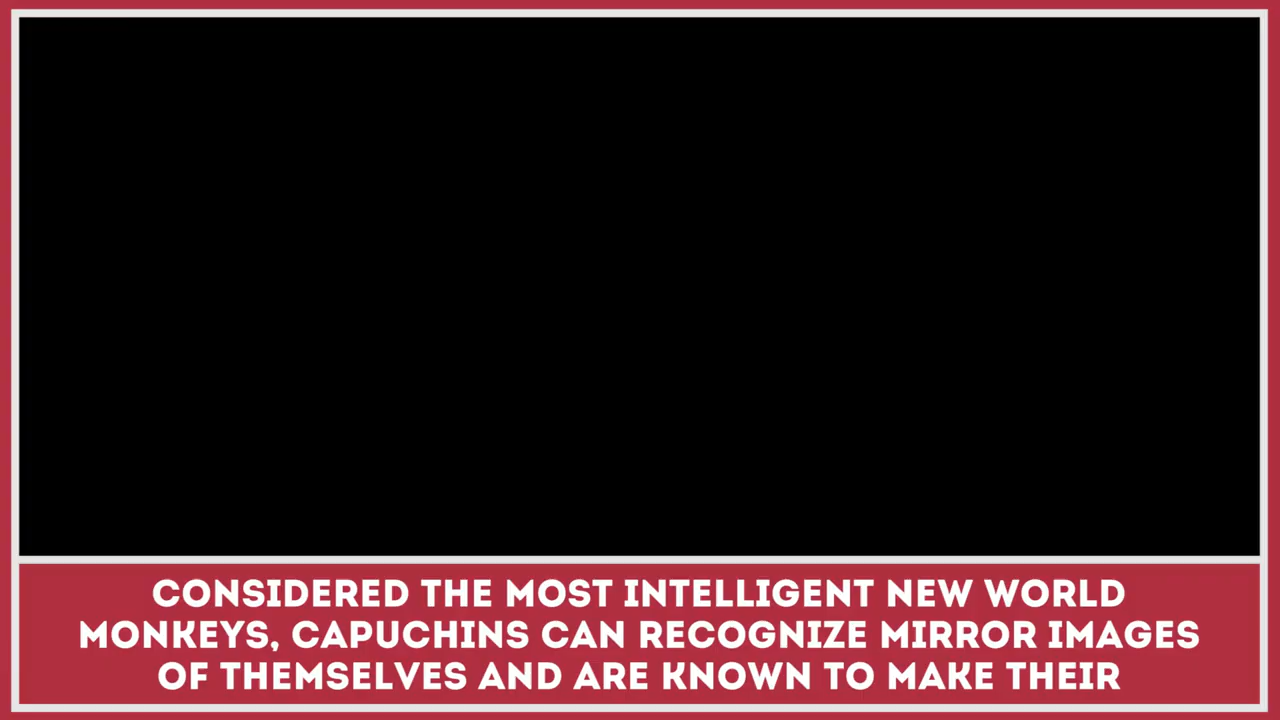 CONSIDERED THE MOST INTELLIGENT NEW WORLD
MONKEYS, CAPUCHINS CAN RECOGNIZE MIRROR IMAGES
OF THEMSELVES AND ARE KNOWN TO MAKE THEIR